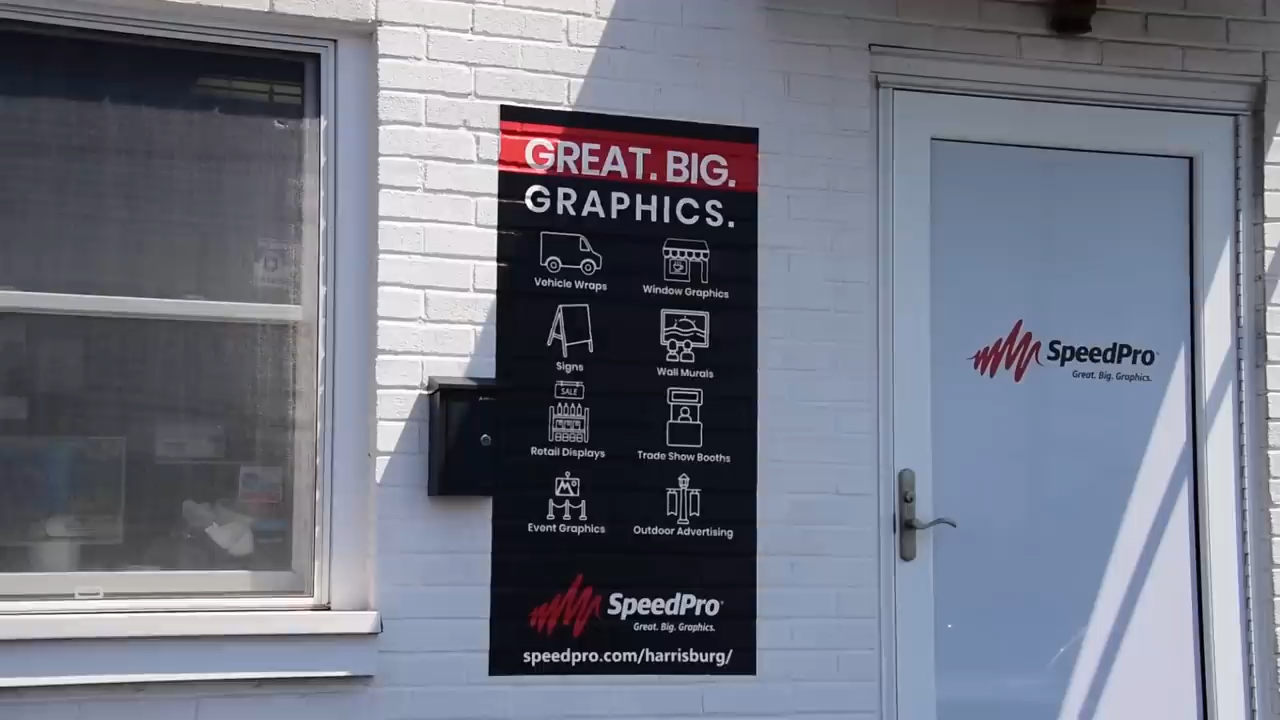 GREAT. BIG.
GRAPHICS.
Vehicle Wraps
Window Graphics
Signs
Wall Murals
SALE
Retail Displays
Trade Show Booths
Event Graphics
Outdoor Advertising
SpeedPro
Great. Big. Graphics.
speedpro.com/harrisburg/
SpeedPro
Great. Big. Graphics.